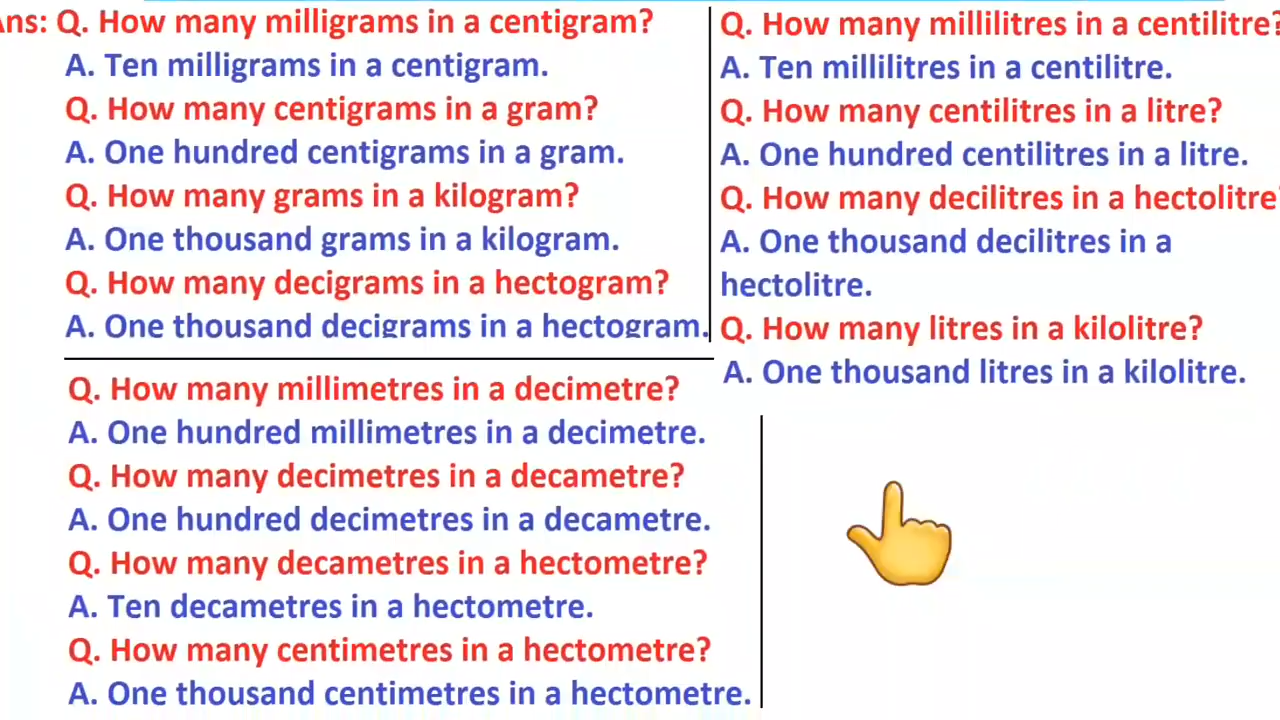 Ans: Q. How many milligrams in a centigram?
A. Ten milligrams in a centigram.
Q. How many centigrams in a gram?
A. One hundred centigrams in a gram.
Q. How many grams in a kilogram?
A. One thousand grams in a kilogram.
Q. How many decigrams in a hectogram?
A. One thousand decigrams in a hectogram.
Q. How many millimetres in a decimetre?
A. One hundred millimetres in a decimetre.
Q. How many decimetres in a decametre?
A. One hundred decimetres in a decametre.
Q. How many decametres in a hectometre?
A. Ten decametres in a hectometre.
Q. How many centimetres in a hectometre?
A. One thousand centimetres in a hectometre.
Q. How many millilitres in a centilitre?
A. Ten millilitres in a centilitre.
Q. How many centilitres in a litre?
A. One hundred centilitres in a litre.
Q. How many decilitres in a hectolitre?
A. One thousand decilitres in a
hectolitre.
Q. How many litres in a kilolitre?
A. One thousand litres in a kilolitre.